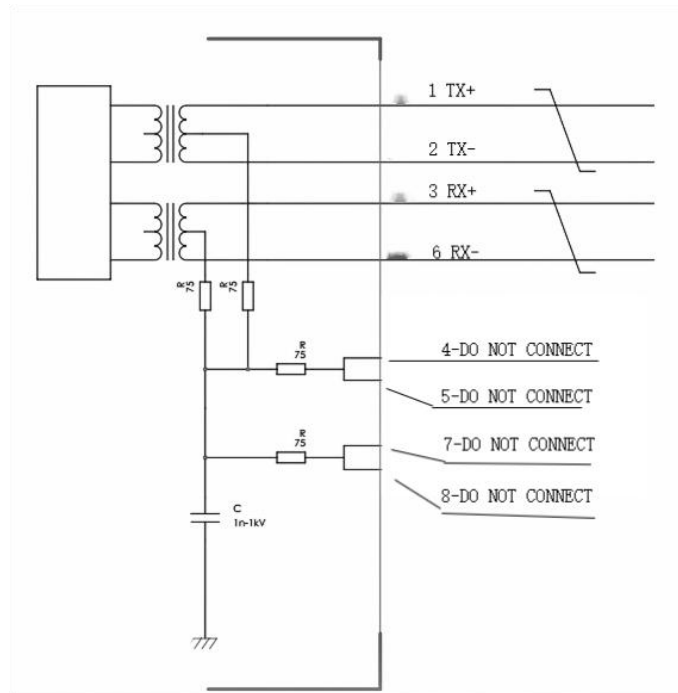 1 TX+
2 TX-
3 RX+
6 RX-
R
75
R
75
R
75
4-DO NOT CONNECT
5-DO NOT CONNECT
R
75
7-DO NOT CONNECT
8-DO NOT CONNECT
C
1n-1kV